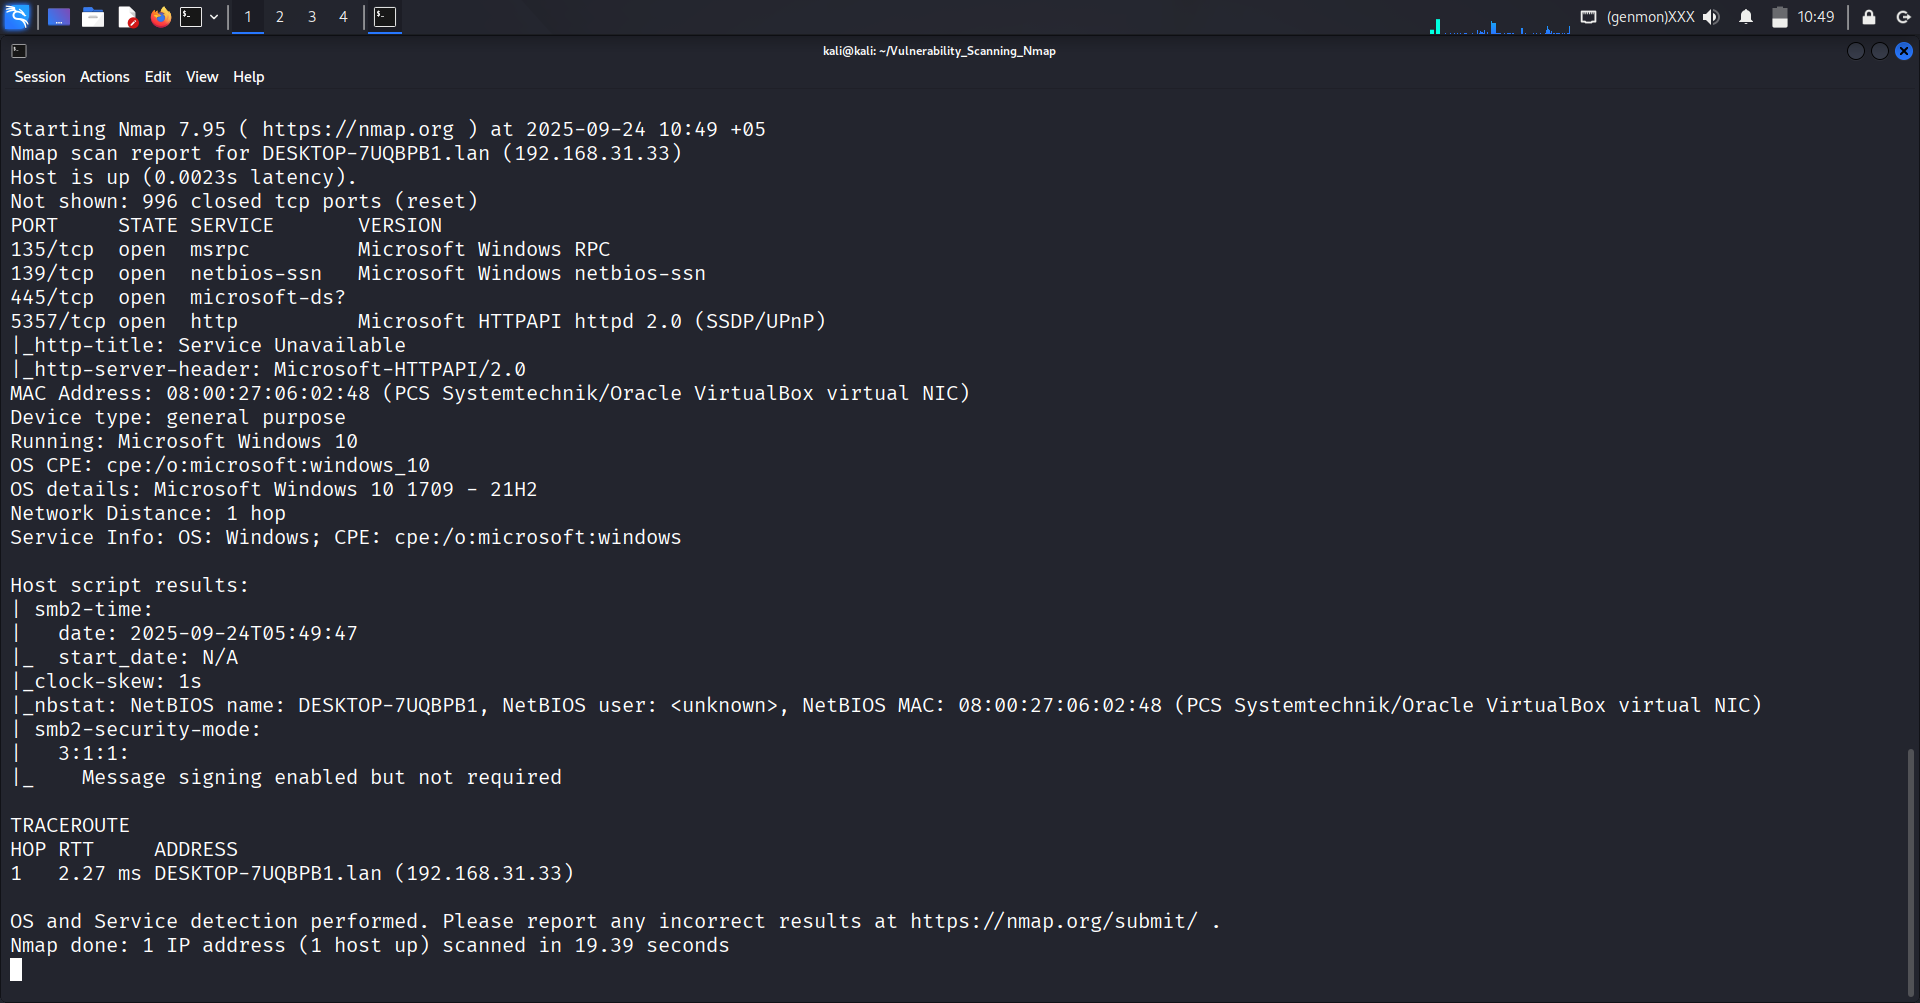 1 2 3 4 (genmon)XXX 10:49
kali@kali: ~/Vulnerability_Scanning_Nmap
Session Actions Edit View Help
Starting Nmap 7.95 ( https://nmap.org ) at 2025-09-24 10:49 +05
Nmap scan report for DESKTOP-7UQBPB1.lan (192.168.31.33)
Host is up (0.0023s latency).
Not shown: 996 closed tcp ports (reset)
PORT     STATE SERVICE       VERSION
135/tcp  open  msrpc         Microsoft Windows RPC
139/tcp  open  netbios-ssn   Microsoft Windows netbios-ssn
445/tcp  open  microsoft-ds?
5357/tcp open  http          Microsoft HTTPAPI httpd 2.0 (SSDP/UPnP)
|_http-title: Service Unavailable
|_http-server-header: Microsoft-HTTPAPI/2.0
MAC Address: 08:00:27:06:02:48 (PCS Systemtechnik/Oracle VirtualBox virtual NIC)
Device type: general purpose
Running: Microsoft Windows 10
OS CPE: cpe:/o:microsoft:windows_10
OS details: Microsoft Windows 10 1709 - 21H2
Network Distance: 1 hop
Service Info: OS: Windows; CPE: cpe:/o:microsoft:windows
Host script results:
| smb2-time:
|   date: 2025-09-24T05:49:47
|_  start_date: N/A
|_clock-skew: 1s
|_nbstat: NetBIOS name: DESKTOP-7UQBPB1, NetBIOS user: <unknown>, NetBIOS MAC: 08:00:27:06:02:48 (PCS Systemtechnik/Oracle VirtualBox virtual NIC)
| smb2-security-mode:
|   3:1:1:
|_    Message signing enabled but not required
TRACEROUTE
HOP RTT     ADDRESS
1   2.27 ms DESKTOP-7UQBPB1.lan (192.168.31.33)
OS and Service detection performed. Please report any incorrect results at https://nmap.org/submit/ .
Nmap done: 1 IP address (1 host up) scanned in 19.39 seconds